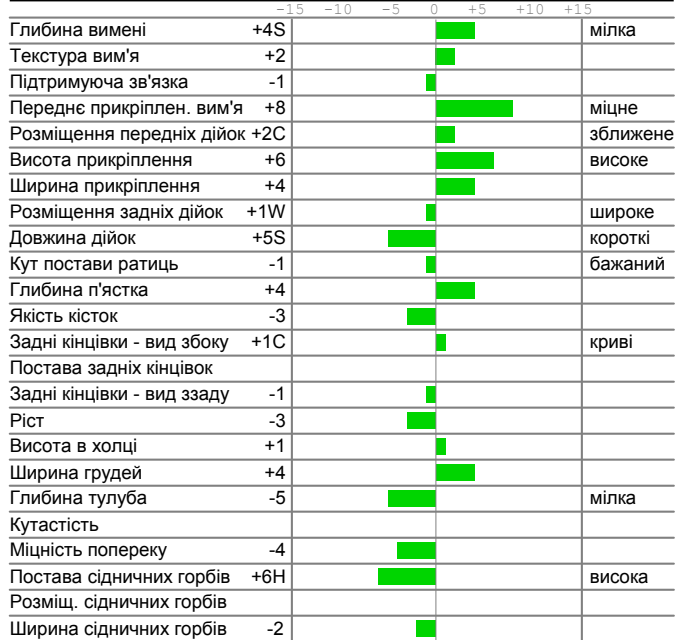 -15 -10 -5 0 +5 +10 +15
Глибина вимені +4S мілка
Текстура вим'я +2
Підтримуюча зв'язка -1
Переднє прикріплен. вим'я +8 міцне
Розміщення передніх дійок +2C зближене
Висота прикріплення +6 високе
Ширина прикріплення +4
Розміщення задніх дійок +1W широке
Довжина дійок +5S короткі
Кут постави ратиць -1 бажаний
Глибина п'ястка +4
Якість кісток -3
Задні кінцівки - вид збоку +1C криві
Постава задніх кінцівок
Задні кінцівки - вид ззаду -1
Ріст -3
Висота в холці +1
Ширина грудей +4
Глибина тулуба -5 мілка
Кутастість
Міцність попереку -4
Постава сідничних горбів +6H висока
Розміщ. сідничних горбів
Ширина сідничних горбів -2